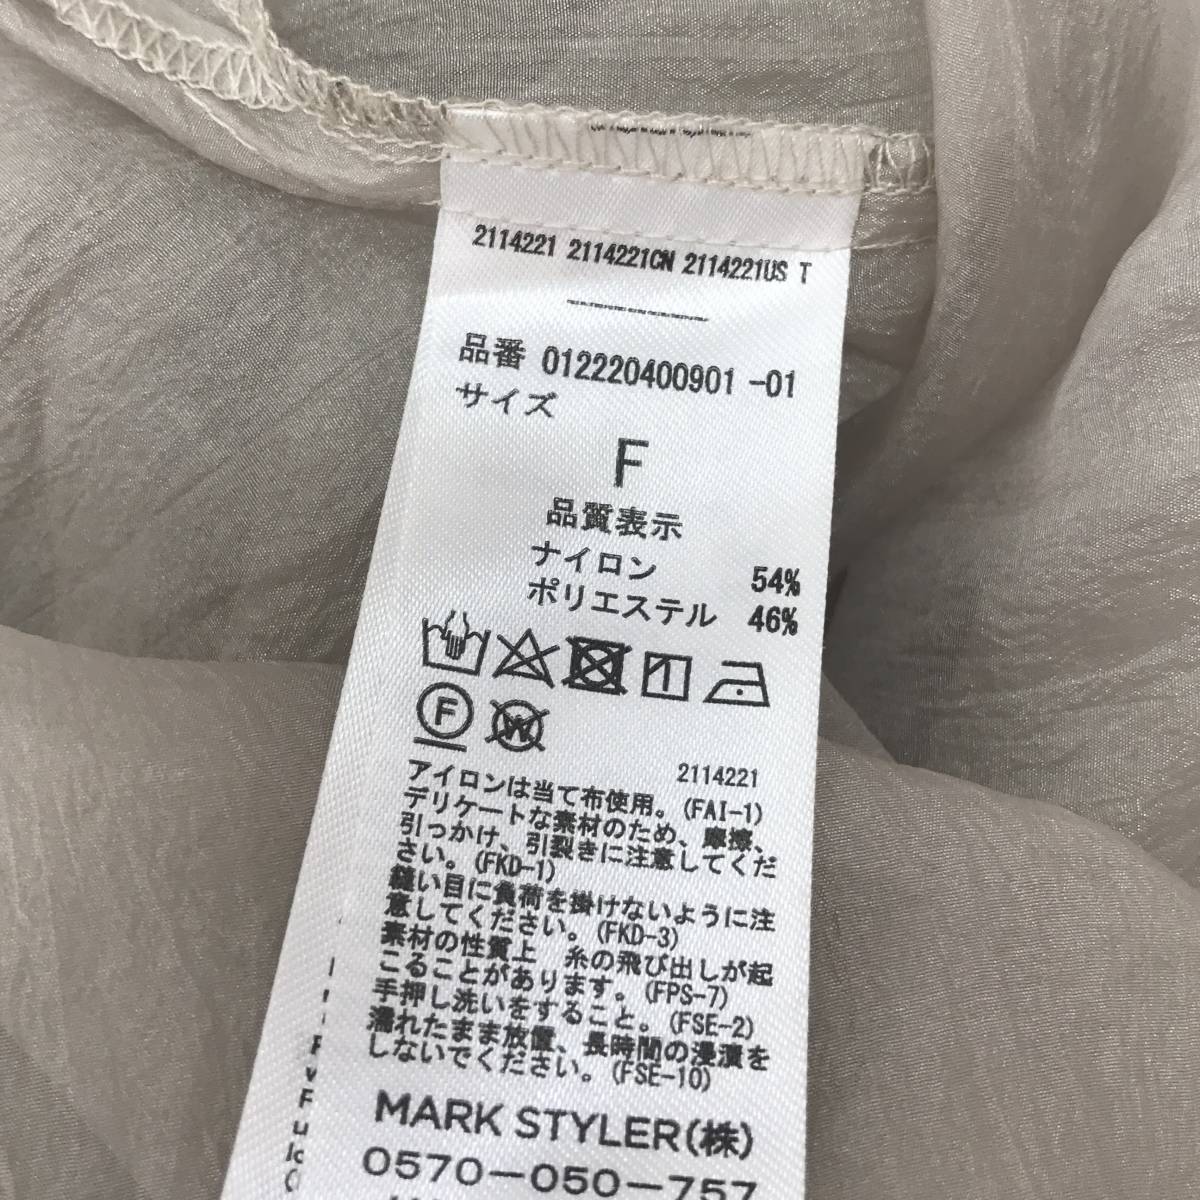 2114221 2114221CN 2114221US T
品番 012220400901 -01
サイズ
F
品質表示
ナイロン 54%
ポリエステル 46%
F W
2114221
アイロンは当て布使用。(FAI-1)
デリケートな素材のため、摩擦、
引っかけ、引裂きに注意してくだ
さい。(FKD-1)
縫い目に負荷を掛けないように注
意してください。(FKD-3)
素材の性質上 糸の飛び出しが起
こることがあります。(FPS-7)
手押し洗いをすること。(FSE-2)
濡れたまま放置、長時間の浸漬を
しないでください。(FSE-10)
MARK STYLER(株)
0570-050-757